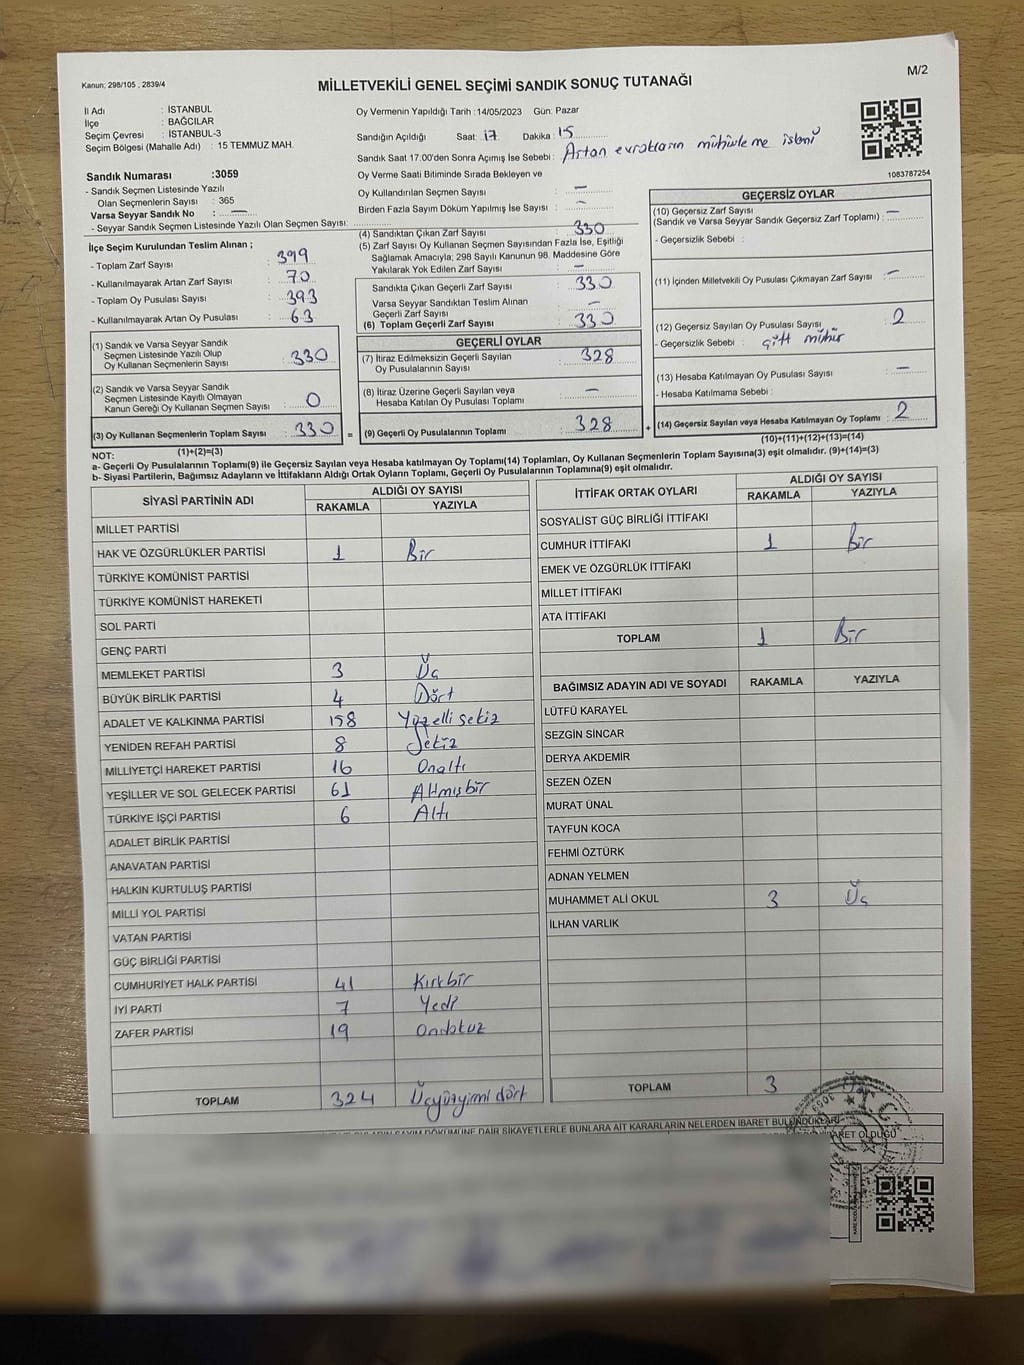 Kanun: 298/105 , 2839/4
MİLLETVEKİLİ GENEL SEÇİMİ SANDIK SONUÇ TUTANAĞI
M/2
İl Adı : İSTANBUL
İlçe : BAĞCILAR
Seçim Çevresi : İSTANBUL-3
Seçim Bölgesi (Mahalle Adı) : 15 TEMMUZ MAH.
Oy Vermenin Yapıldığı Tarih :14/05/2023 Gün: Pazar
Sandığın Açıldığı Saat: 17 Dakika : 15
Sandık Saat 17:00'den Sonra Açımış İse Sebebi : Artan evrakların mühürleme işlemi
1083787254
Sandık Numarası :3059
- Sandık Seçmen Listesinde Yazılı
Olan Seçmenlerin Sayısı : 365
Varsa Seyyar Sandık No : —
- Seyyar Sandık Seçmen Listesinde Yazılı Olan Seçmen Sayısı:
Oy Verme Saati Bitiminde Sırada Bekleyen ve
Oy Kullandırılan Seçmen Sayısı : —
Birden Fazla Sayım Döküm Yapılmış İse Sayısı : —
İlçe Seçim Kurulundan Teslim Alınan ;
- Toplam Zarf Sayısı : 399
- Kullanılmayarak Artan Zarf Sayısı : 70
- Toplam Oy Pusulası Sayısı : 393
- Kullanılmayarak Artan Oy Pusulası : 63
(4) Sandıktan Çıkan Zarf Sayısı : 330
(5) Zarf Sayısı Oy Kullanan Seçmen Sayısından Fazla İse, Eşitliği
Sağlamak Amacıyla; 298 Sayılı Kanunun 98. Maddesine Göre
Yakılarak Yok Edilen Zarf Sayısı : —
Sandıkta Çıkan Geçerli Zarf Sayısı : 330
Varsa Seyyar Sandıktan Teslim Alınan
Geçerli Zarf Sayısı : —
(6) Toplam Geçerli Zarf Sayısı : 330
GEÇERSİZ OYLAR
(10) Geçersiz Zarf Sayısı
(Sandık ve Varsa Seyyar Sandık Geçersiz Zarf Toplamı) : —
- Geçersizlik Sebebi :
(11) İçinden Milletvekili Oy Pusulası Çıkmayan Zarf Sayısı : —
(12) Geçersiz Sayılan Oy Pusulası Sayısı : 2
- Geçersizlik Sebebi : çift mühür
(13) Hesaba Katılmayan Oy Pusulası Sayısı : —
- Hesaba Katılmama Sebebi :
(14) Geçersiz Sayılan veya Hesaba Katılmayan Oy Toplamı : 2
(10)+(11)+(12)+(13)=(14)
(1) Sandık ve Varsa Seyyar Sandık
Seçmen Listesinde Yazılı Olup
Oy Kullanan Seçmenlerin Sayısı : 330
(2) Sandık ve Varsa Seyyar Sandık
Seçmen Listesinde Kayıtlı Olmayan
Kanun Gereği Oy Kullanan Seçmen Sayısı : 0
(3) Oy Kullanan Seçmenlerin Toplam Sayısı : 330
(1)+(2)=(3)
GEÇERLİ OYLAR
(7) İtiraz Edilmeksizin Geçerli Sayılan
Oy Pusulalarının Sayısı : 328
(8) İtiraz Üzerine Geçerli Sayılan veya
Hesaba Katılan Oy Pusulası Toplamı : —
= (9) Geçerli Oy Pusulalarının Toplamı : 328 +
NOT:
a- Geçerli Oy Pusulalarının Toplamı(9) ile Geçersiz Sayılan veya Hesaba katılmayan Oy Toplamı(14) Toplamları, Oy Kullanan Seçmenlerin Toplam Sayısına(3) eşit olmalıdır. (9)+(14)=(3)
b- Siyasi Partilerin, Bağımsız Adayların ve İttifakların Aldığı Ortak Oyların Toplamı, Geçerli Oy Pusulalarının Toplamına(9) eşit olmalıdır.
SİYASİ PARTİNİN ADI ALDIĞI OY SAYISI
RAKAMLA YAZIYLA
MİLLET PARTİSİ
HAK VE ÖZGÜRLÜKLER PARTİSİ 1 Bir
TÜRKİYE KOMÜNİST PARTİSİ
TÜRKİYE KOMÜNİST HAREKETİ
SOL PARTİ
GENÇ PARTİ
MEMLEKET PARTİSİ 3 Üç
BÜYÜK BİRLİK PARTİSİ 4 Dört
ADALET VE KALKINMA PARTİSİ 158 Yüzelli sekiz
YENİDEN REFAH PARTİSİ 8 Sekiz
MİLLİYETÇİ HAREKET PARTİSİ 16 Onaltı
YEŞİLLER VE SOL GELECEK PARTİSİ 61 Altmışbir
TÜRKİYE İŞÇİ PARTİSİ 6 Altı
ADALET BİRLİK PARTİSİ
ANAVATAN PARTİSİ
HALKIN KURTULUŞ PARTİSİ
MİLLİ YOL PARTİSİ
VATAN PARTİSİ
GÜÇ BİRLİĞİ PARTİSİ
CUMHURİYET HALK PARTİSİ 41 Kırkbir
İYİ PARTİ 7 Yedi
ZAFER PARTİSİ 19 Ondokuz
TOPLAM 324 Üçyüzyirmi dört
İTTİFAK ORTAK OYLARI ALDIĞI OY SAYISI
RAKAMLA YAZIYLA
SOSYALİST GÜÇ BİRLİĞİ İTTİFAKI
CUMHUR İTTİFAKI 1 Bir
EMEK VE ÖZGÜRLÜK İTTİFAKI
MİLLET İTTİFAKI
ATA İTTİFAKI
TOPLAM 1 Bir
BAĞIMSIZ ADAYIN ADI VE SOYADI RAKAMLA YAZIYLA
LÜTFÜ KARAYEL
SEZGİN SİNCAR
DERYA AKDEMİR
SEZEN ÖZEN
MURAT ÜNAL
TAYFUN KOCA
FEHMİ ÖZTÜRK
ADNAN YELMEN
MUHAMMET ALİ OKUL 3 Üç
İLHAN VARLIK
TOPLAM 3
DÖKÜMÜNE DAİR ŞİKAYETLERLE BUNLARA AİT KARARLARIN NELERDEN İBARET BULUNDUKLARI
OLDUĞU
3059 T.C.